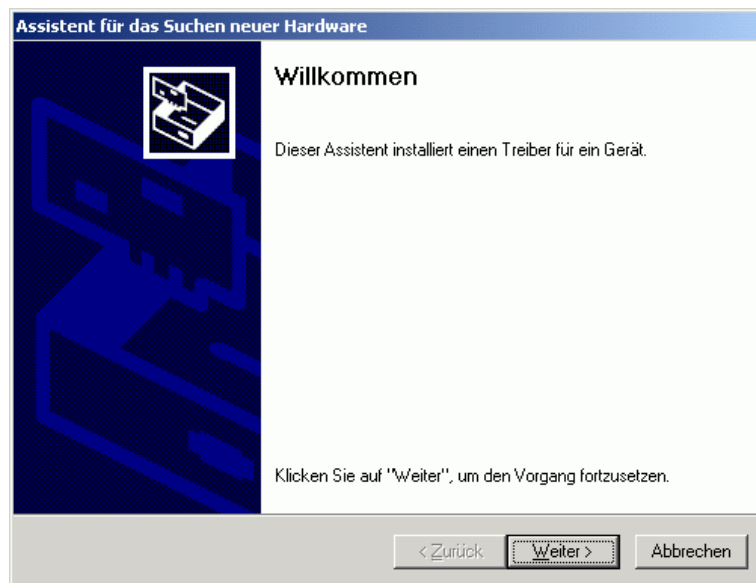 Assistent für das Suchen neuer Hardware
Willkommen
Dieser Assistent installiert einen Treiber für ein Gerät.
Klicken Sie auf "Weiter", um den Vorgang fortzusetzen.
< Zurück Weiter > Abbrechen